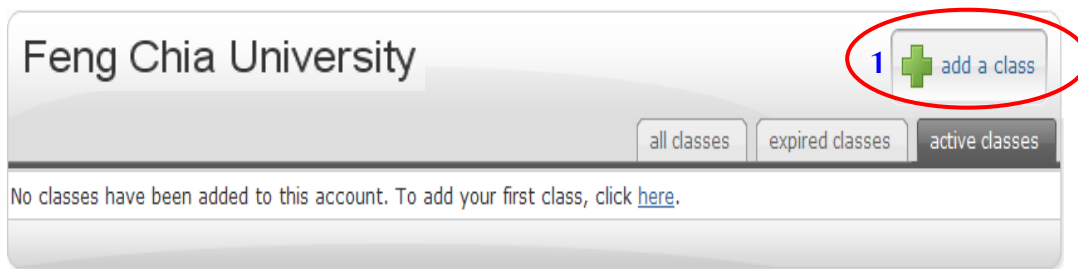 Feng Chia University
1 add a class
all classes expired classes active classes
No classes have been added to this account. To add your first class, click here.